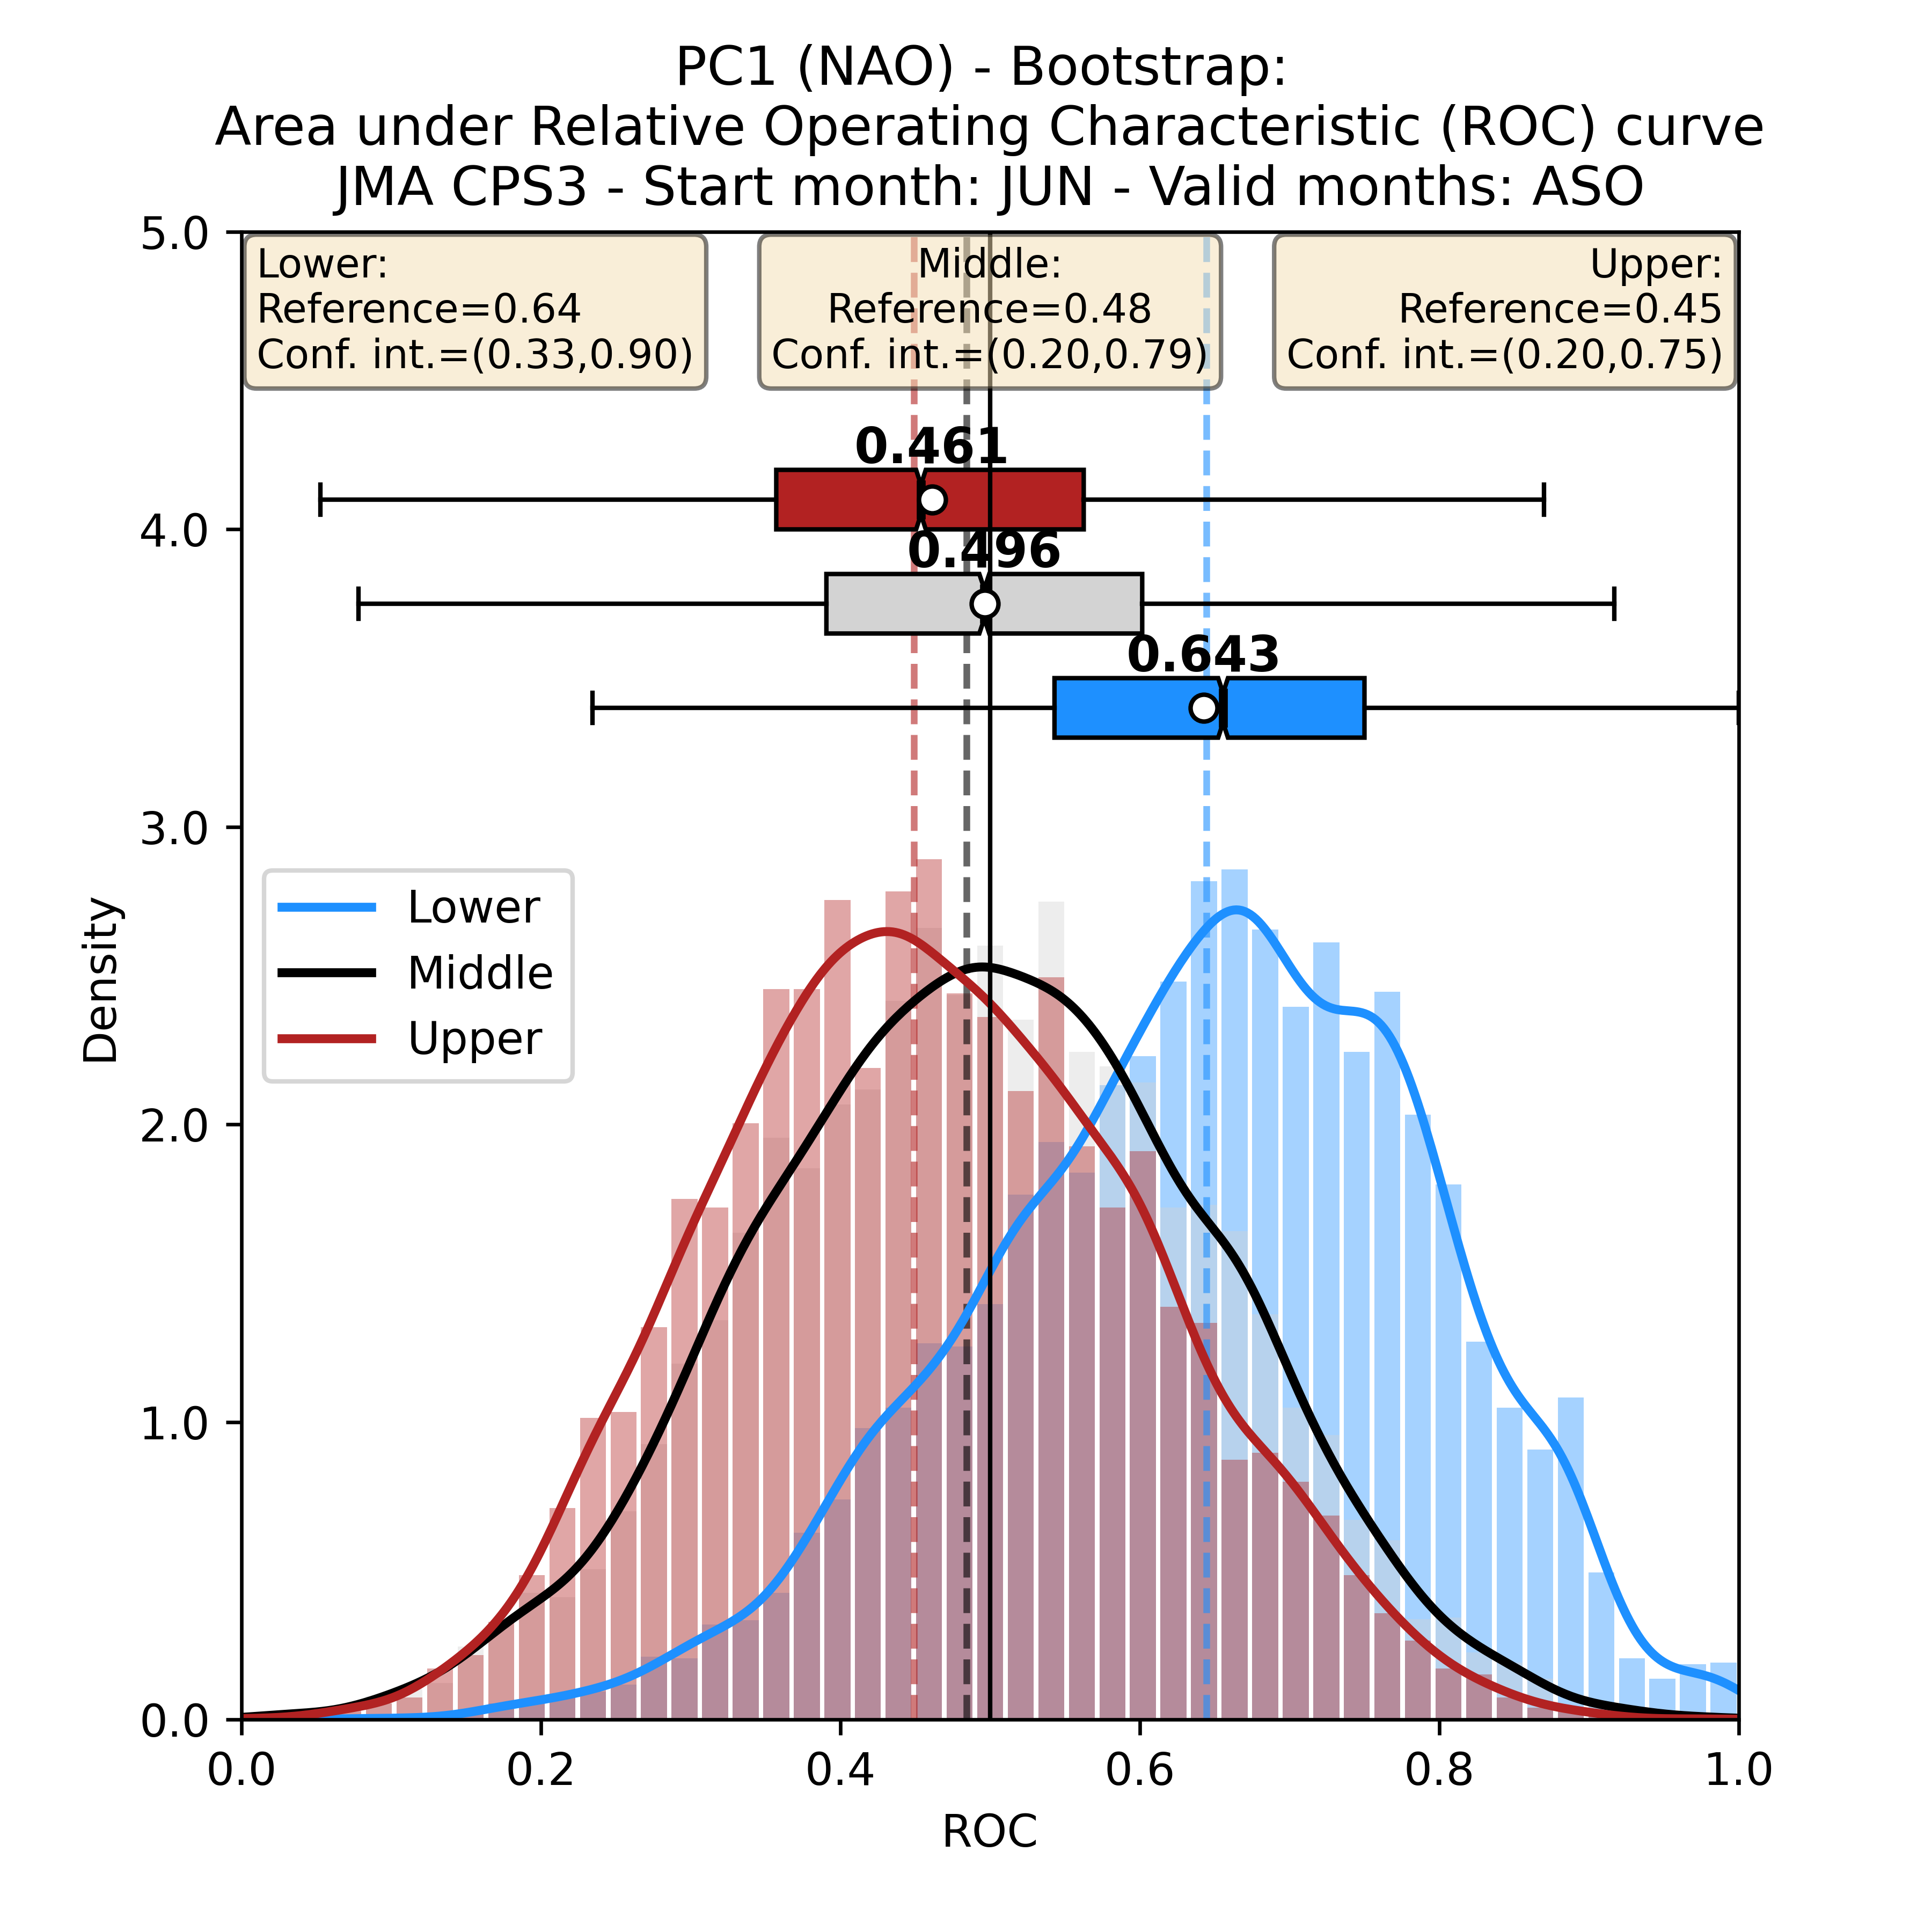 PC1 (NAO) - Bootstrap:
Area under Relative Operating Characteristic (ROC) curve
JMA CPS3 - Start month: JUN - Valid months: ASO
Lower:
Reference=0.64
Conf. int.=(0.33,0.90)
Middle:
Reference=0.48
Conf. int.=(0.20,0.79)
Upper:
Reference=0.45
Conf. int.=(0.20,0.75)
0.461
0.496
0.643
Lower
Middle
Upper
Density
5.0
4.0
3.0
2.0
1.0
0.0
0.0 0.2 0.4 0.6 0.8 1.0
ROC